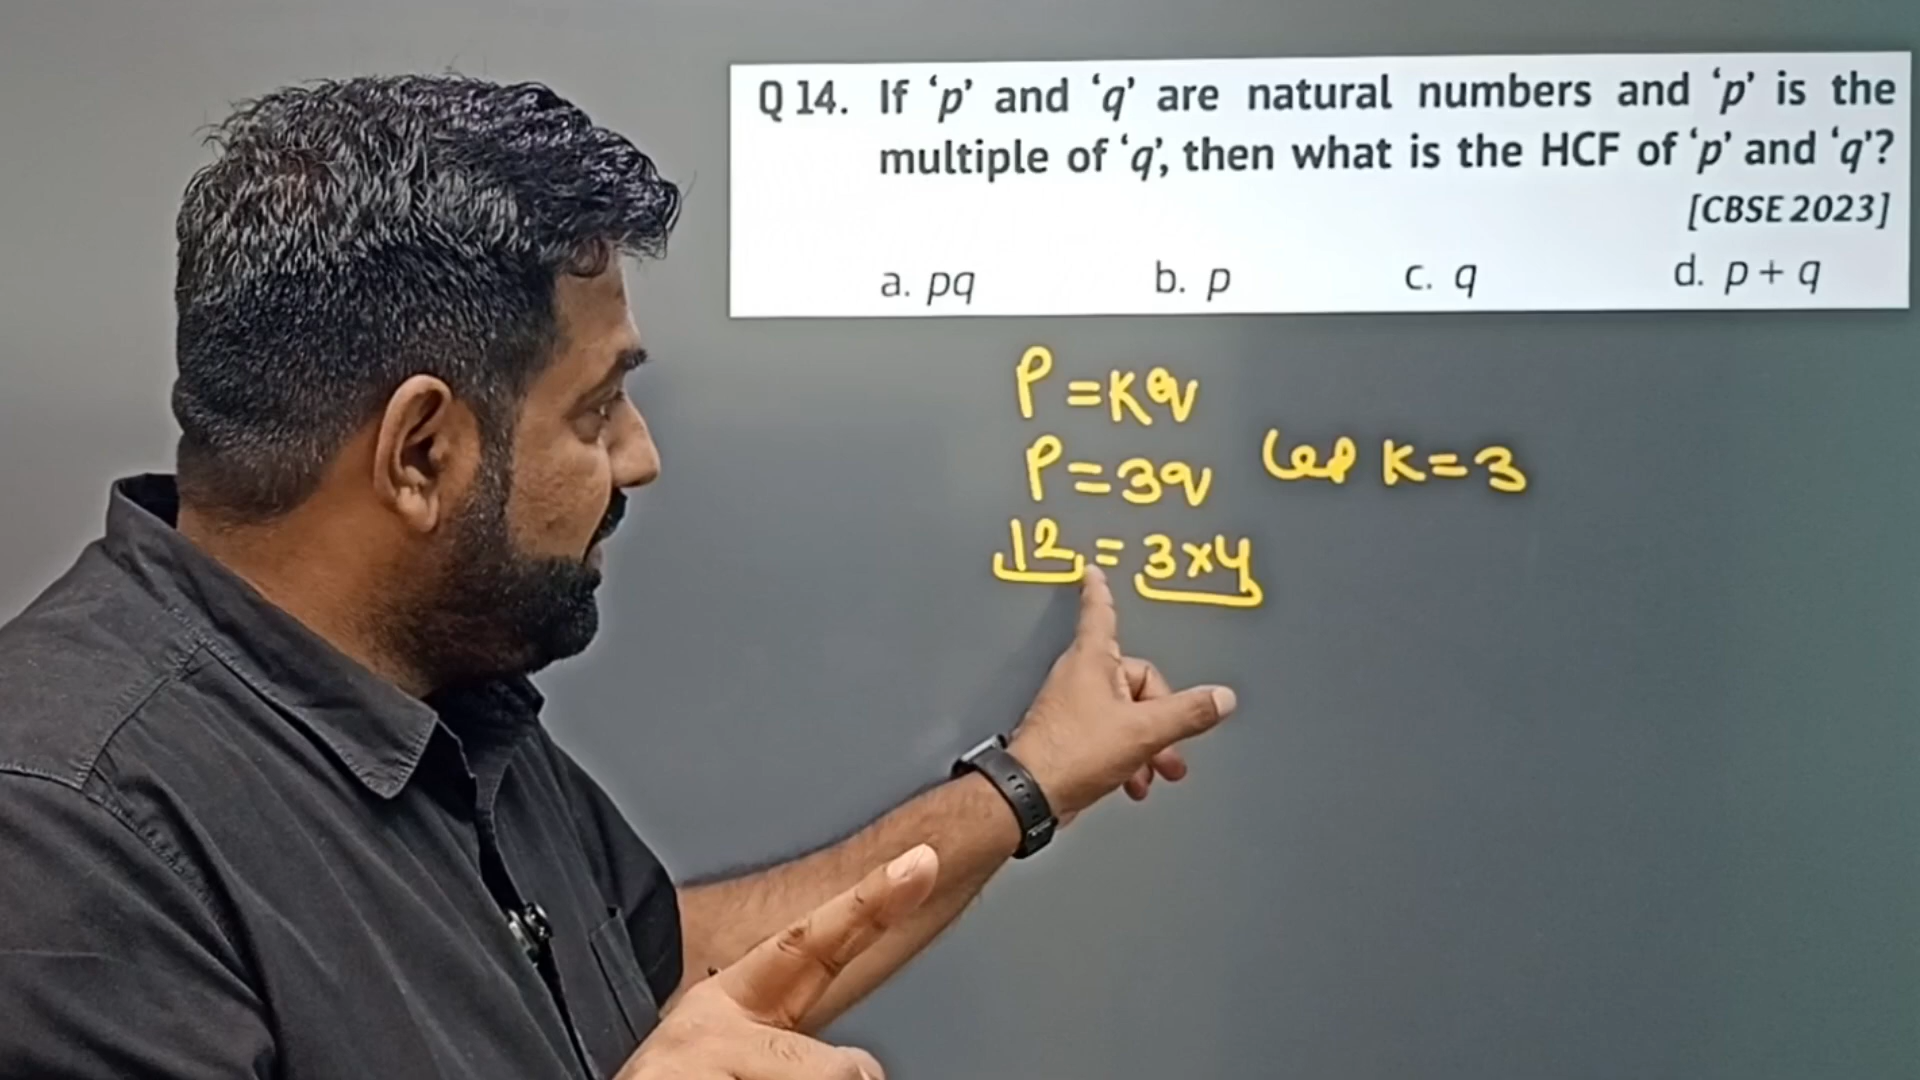 Q 14. If ‘p’ and ‘q’ are natural numbers and ‘p’ is the
multiple of ‘q’, then what is the HCF of ‘p’ and ‘q’?
[CBSE 2023]
a. pq b. p c. q d. p + q
P = Kq
P = 3q let K = 3
12 = 3 × 4